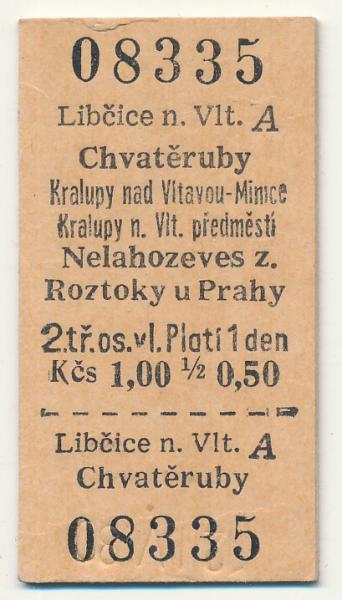 08335
Libčice n. Vlt. A
Chvatěruby
Kralupy nad Vltavou-Minice
Kralupy n. Vlt. předměstí
Nelahozeves z.
Roztoky u Prahy
2.tř.os.vl. Platí 1 den
Kčs 1,00 ½ 0,50
Libčice n. Vlt. A
Chvatěruby
08335